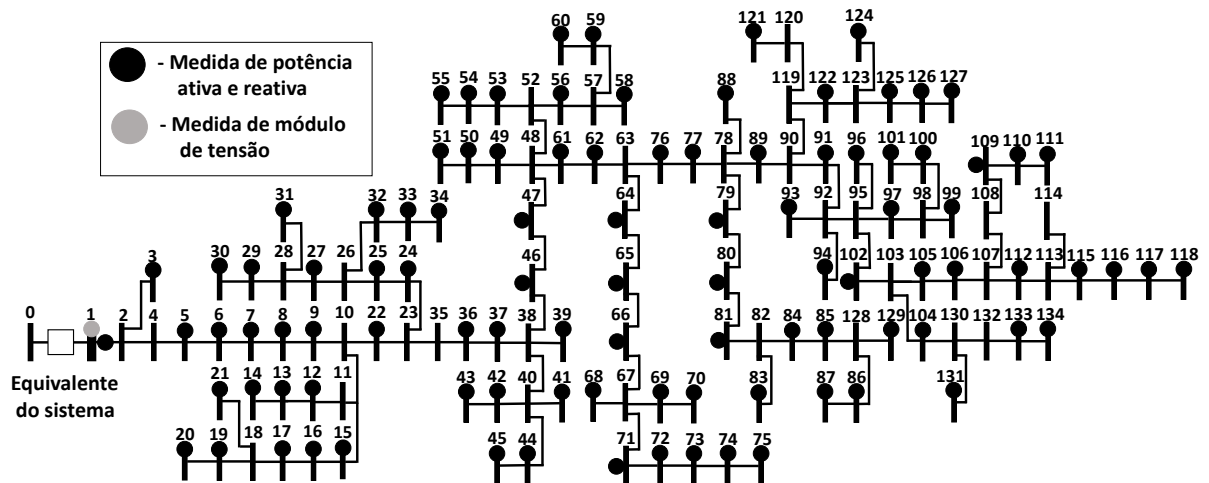 60 59 121 120 124
- Medida de potência
ativa e reativa
- Medida de módulo
de tensão
55 54 53 52 56 57 58 88 119 122 123 125 126 127
51 50 49 48 61 62 63 76 77 78 89 90 91 96 101 100 109 110 111
31 32 33 34 47 64 79 93 92 95 97 98 99 108 114
3 30 29 28 27 26 25 24 46 65 80 94 102 103 105 106 107 112 113 115 116 117 118
0 1 2 4 5 6 7 8 9 10 22 23 35 36 37 38 39 66 81 82 84 85 128 129 104 130 132 133 134
Equivalente
do sistema
21 14 13 12 11 43 42 40 41 68 67 69 70 83 87 86 131
20 19 18 17 16 15 45 44 71 72 73 74 75